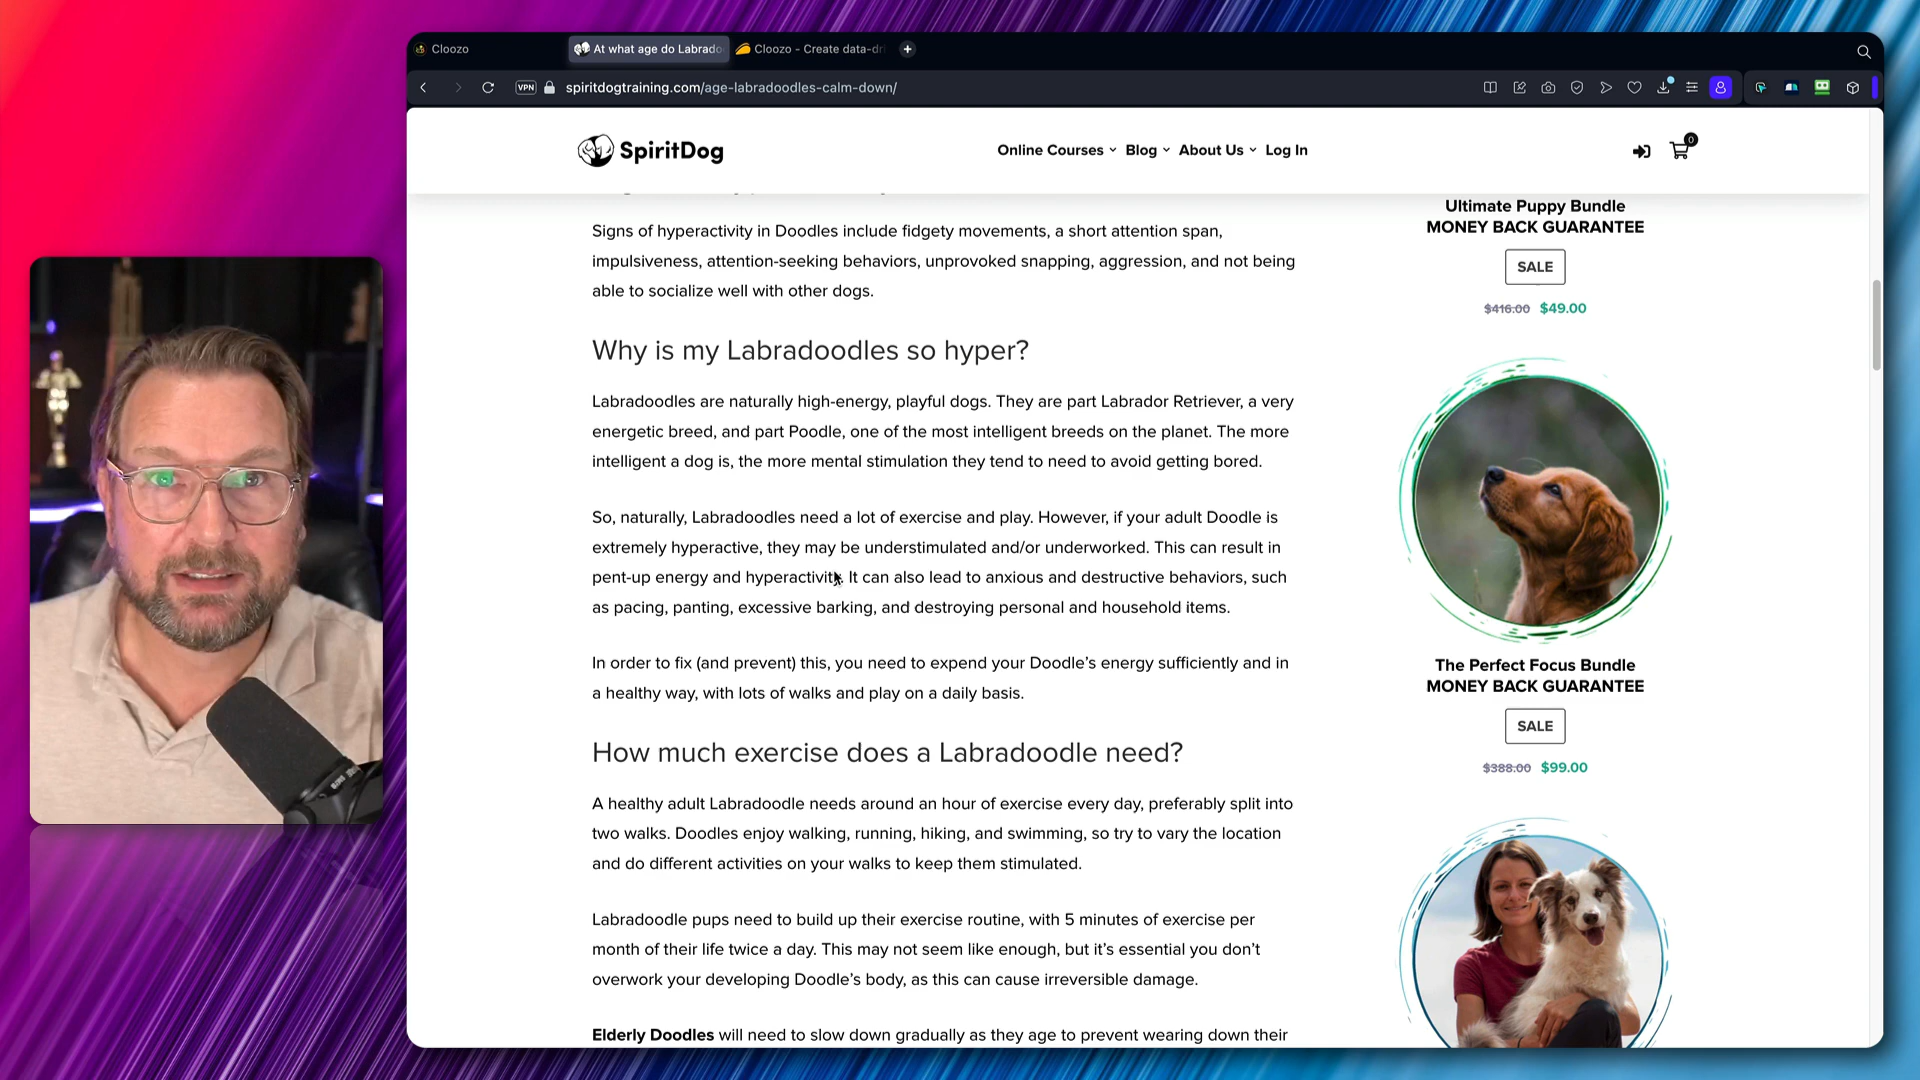 Cloozo
At what age do Labrado
Cloozo - Create data-dr
VPN
spiritdogtraining.com/age-labradoodles-calm-down/
SpiritDog
Online Courses
Blog
About Us
Log In
0
Signs of hyperactivity in Doodles include fidgety movements, a short attention span,
impulsiveness, attention-seeking behaviors, unprovoked snapping, aggression, and not being
able to socialize well with other dogs.
Why is my Labradoodles so hyper?
Labradoodles are naturally high-energy, playful dogs. They are part Labrador Retriever, a very
energetic breed, and part Poodle, one of the most intelligent breeds on the planet. The more
intelligent a dog is, the more mental stimulation they tend to need to avoid getting bored.
So, naturally, Labradoodles need a lot of exercise and play. However, if your adult Doodle is
extremely hyperactive, they may be understimulated and/or underworked. This can result in
pent-up energy and hyperactivity. It can also lead to anxious and destructive behaviors, such
as pacing, panting, excessive barking, and destroying personal and household items.
In order to fix (and prevent) this, you need to expend your Doodle's energy sufficiently and in
a healthy way, with lots of walks and play on a daily basis.
How much exercise does a Labradoodle need?
A healthy adult Labradoodle needs around an hour of exercise every day, preferably split into
two walks. Doodles enjoy walking, running, hiking, and swimming, so try to vary the location
and do different activities on your walks to keep them stimulated.
Labradoodle pups need to build up their exercise routine, with 5 minutes of exercise per
month of their life twice a day. This may not seem like enough, but it's essential you don't
overwork your developing Doodle's body, as this can cause irreversible damage.
Elderly Doodles will need to slow down gradually as they age to prevent wearing down their
Ultimate Puppy Bundle
MONEY BACK GUARANTEE
SALE
$416.00 $49.00
The Perfect Focus Bundle
MONEY BACK GUARANTEE
SALE
$388.00 $99.00